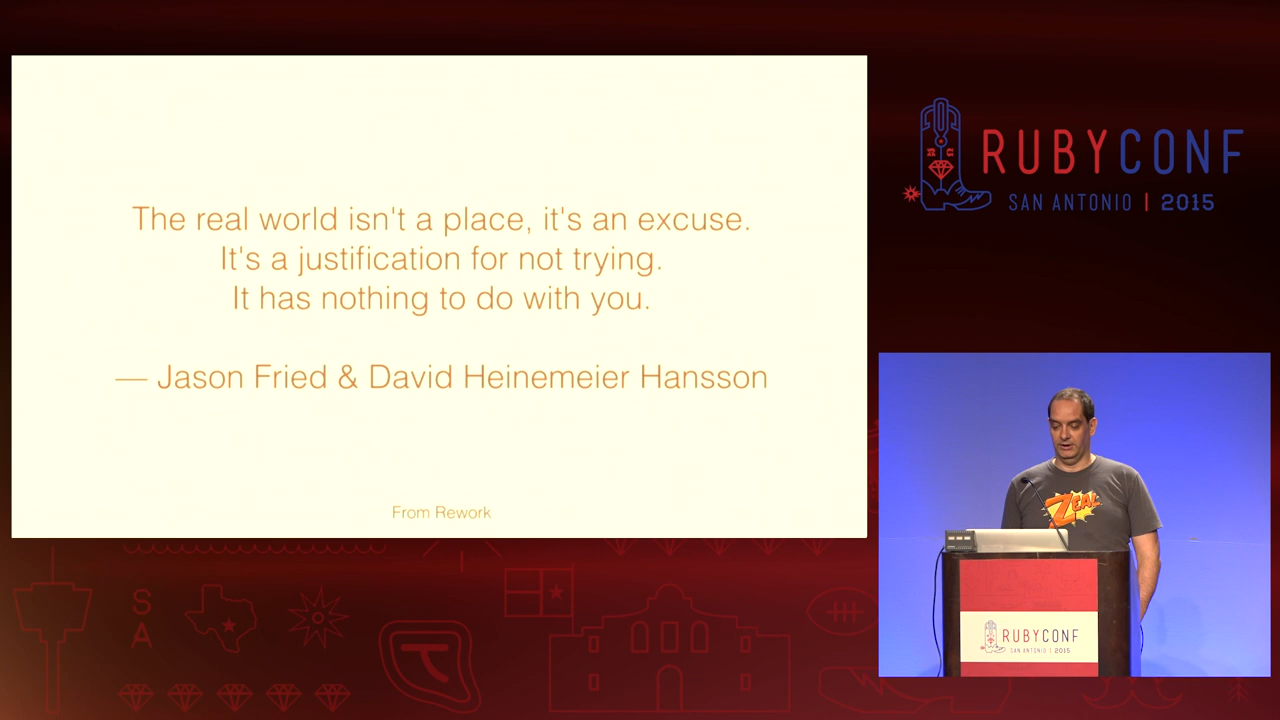 The real world isn't a place, it's an excuse.
It's a justification for not trying.
It has nothing to do with you.
— Jason Fried & David Heinemeier Hansson
From Rework
RUBYCONF
SAN ANTONIO | 2015
ZEAL
RUBYCONF
SAN ANTONIO | 2015
S
A